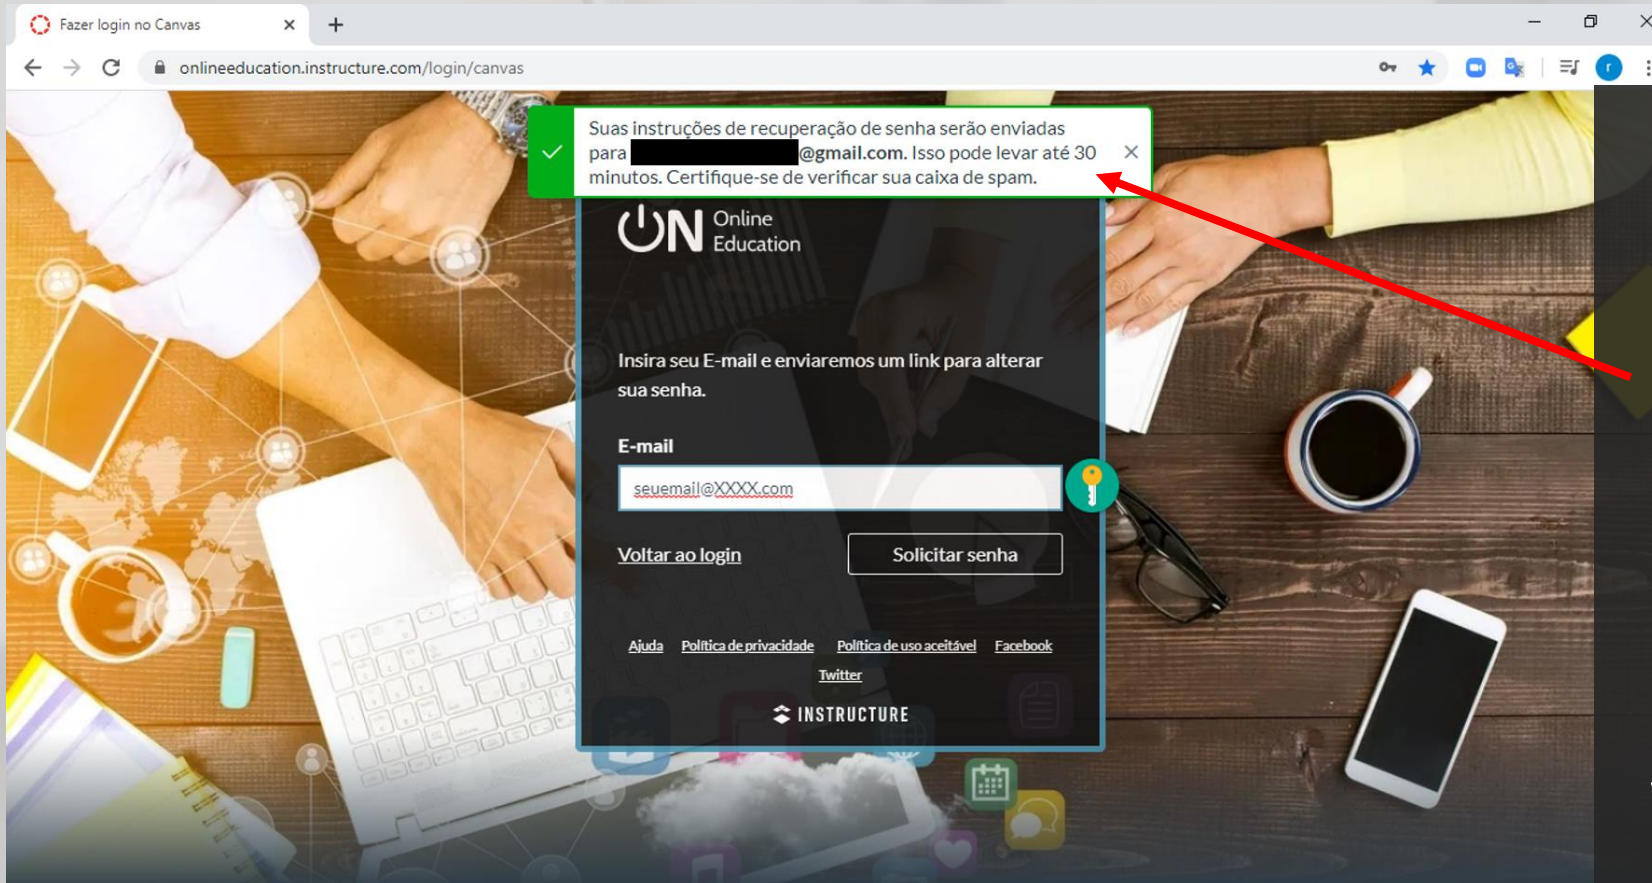 Fazer login no Canvas
onlineeducation.instructure.com/login/canvas
r
Suas instruções de recuperação de senha serão enviadas
para @gmail.com. Isso pode levar até 30
minutos. Certifique-se de verificar sua caixa de spam.
ON Online
Education
Insira seu E-mail e enviaremos um link para alterar
sua senha.
E-mail
seuemail@XXXX.com
Voltar ao login Solicitar senha
Ajuda Política de privacidade Política de uso aceitável Facebook
Twitter
INSTRUCTURE